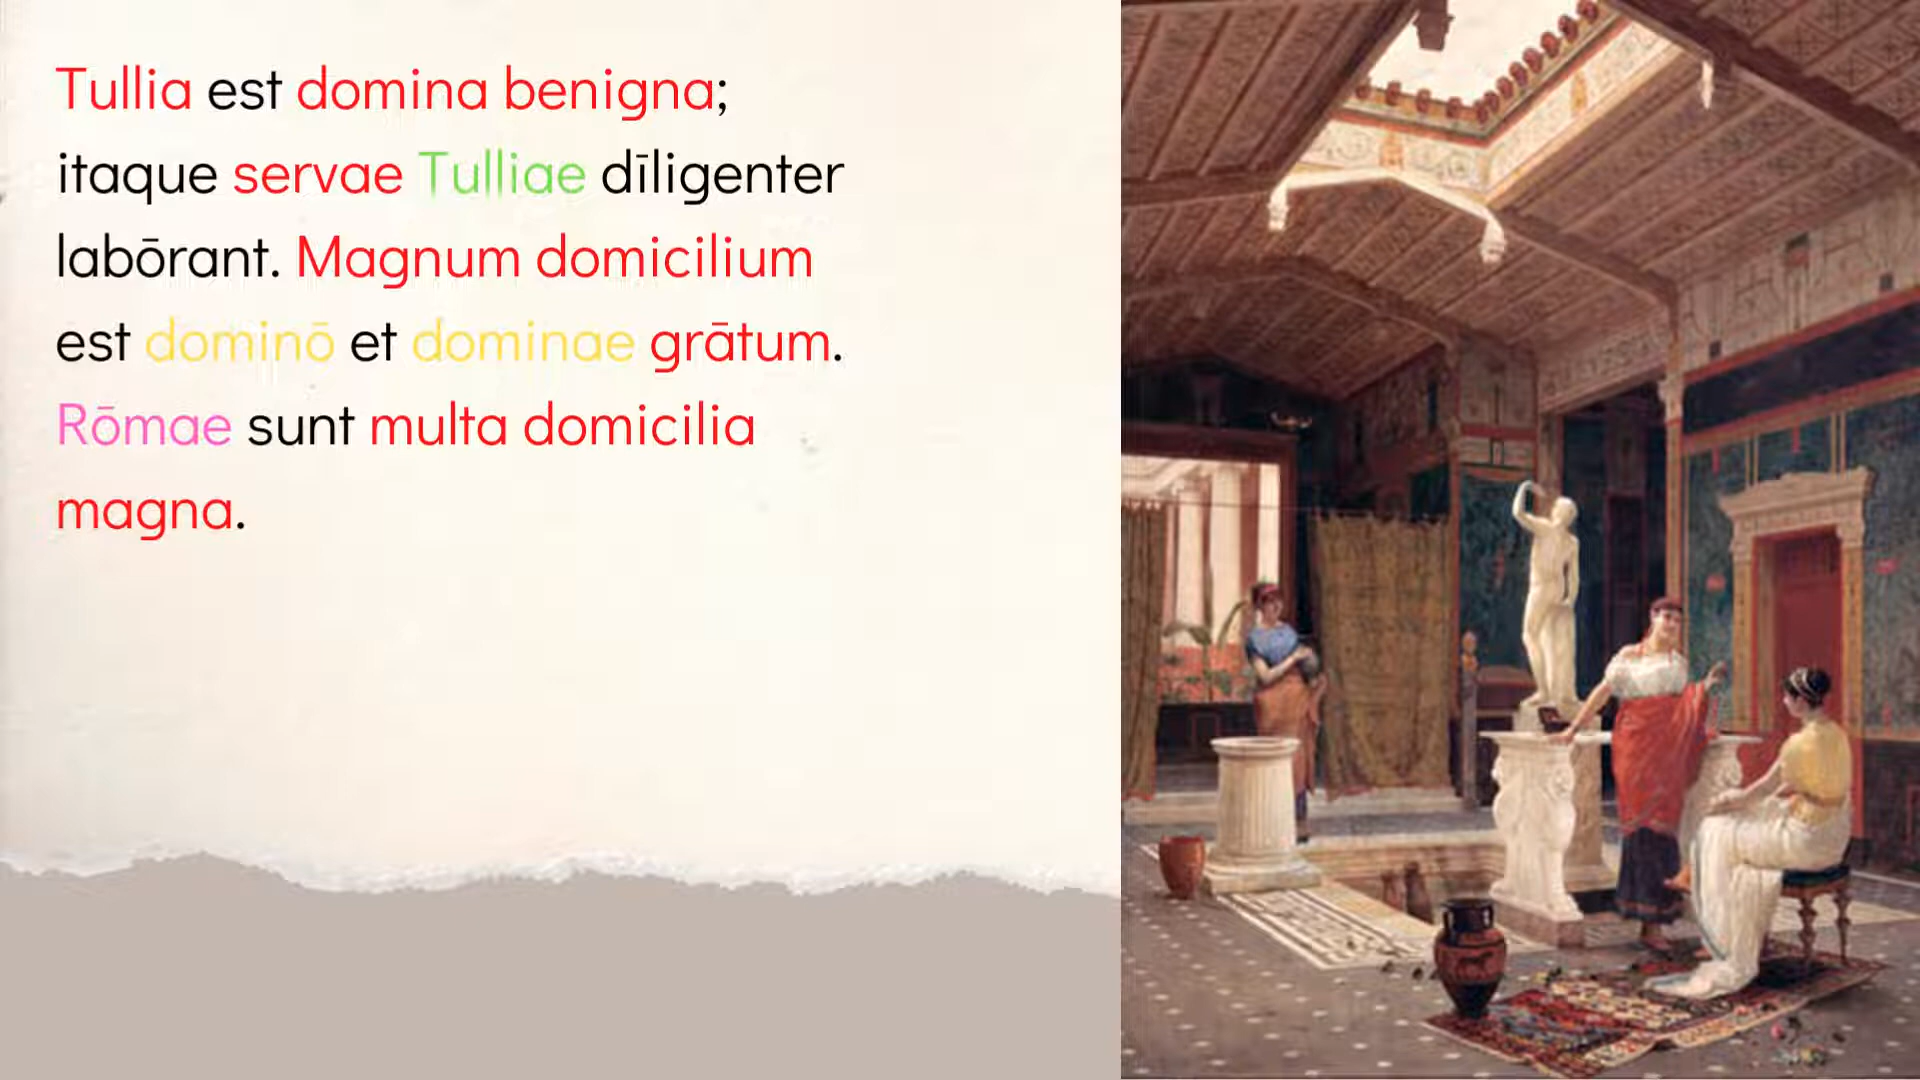 Tullia est domina benigna;
itaque servae Tulliae dīligenter
labōrant. Magnum domicilium
est dominō et dominae grātum.
Rōmae sunt multa domicilia
magna.